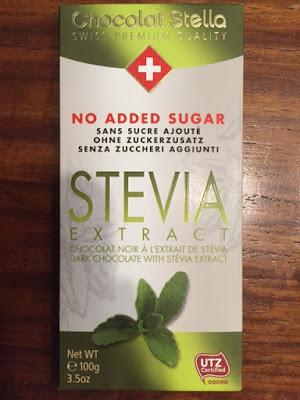 Chocolat Stella
SWISS PREMIUM QUALITY
NO ADDED SUGAR
SANS SUCRE AJOUTÉ
OHNE ZUCKERZUSATZ
SENZA ZUCCHERI AGGIUNTI
STEVIA
EXTRACT
CHOCOLAT NOIR À L'EXTRAIT DE STÉVIA
DARK CHOCOLATE WITH STÉVIA EXTRACT
Net WT
℮ 100g
3.5oz
UTZ
Certified
cocoa